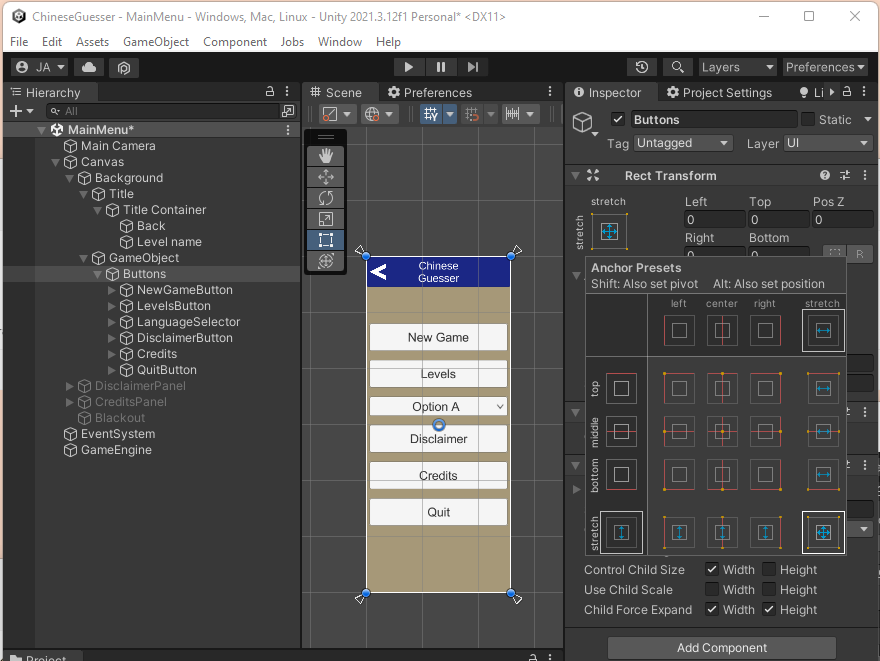 ChineseGuesser - MainMenu - Windows, Mac, Linux - Unity 2021.3.12f1 Personal* <DX11>
File Edit Assets GameObject Component Jobs Window Help
JA Layers Preferences
Hierarchy
All
MainMenu*
Main Camera
Canvas
Background
Title
Title Container
Back
Level name
GameObject
Buttons
NewGameButton
LevelsButton
LanguageSelector
DisclaimerButton
Credits
QuitButton
DisclaimerPanel
CreditsPanel
Blackout
EventSystem
GameEngine
Project
Scene Preferences
Chinese
Guesser
New Game
Levels
Option A
Disclaimer
Credits
Quit
Inspector Project Settings Li
Buttons Static
Tag Untagged Layer UI
Rect Transform
stretch Left Top Pos Z
stretch 0 0 0
Right Bottom
0 0 R
Anchor Presets
Shift: Also set pivot Alt: Also set position
left center right stretch
top
middle
bottom
stretch
Control Child Size Width Height
Use Child Scale Width Height
Child Force Expand Width Height
Add Component